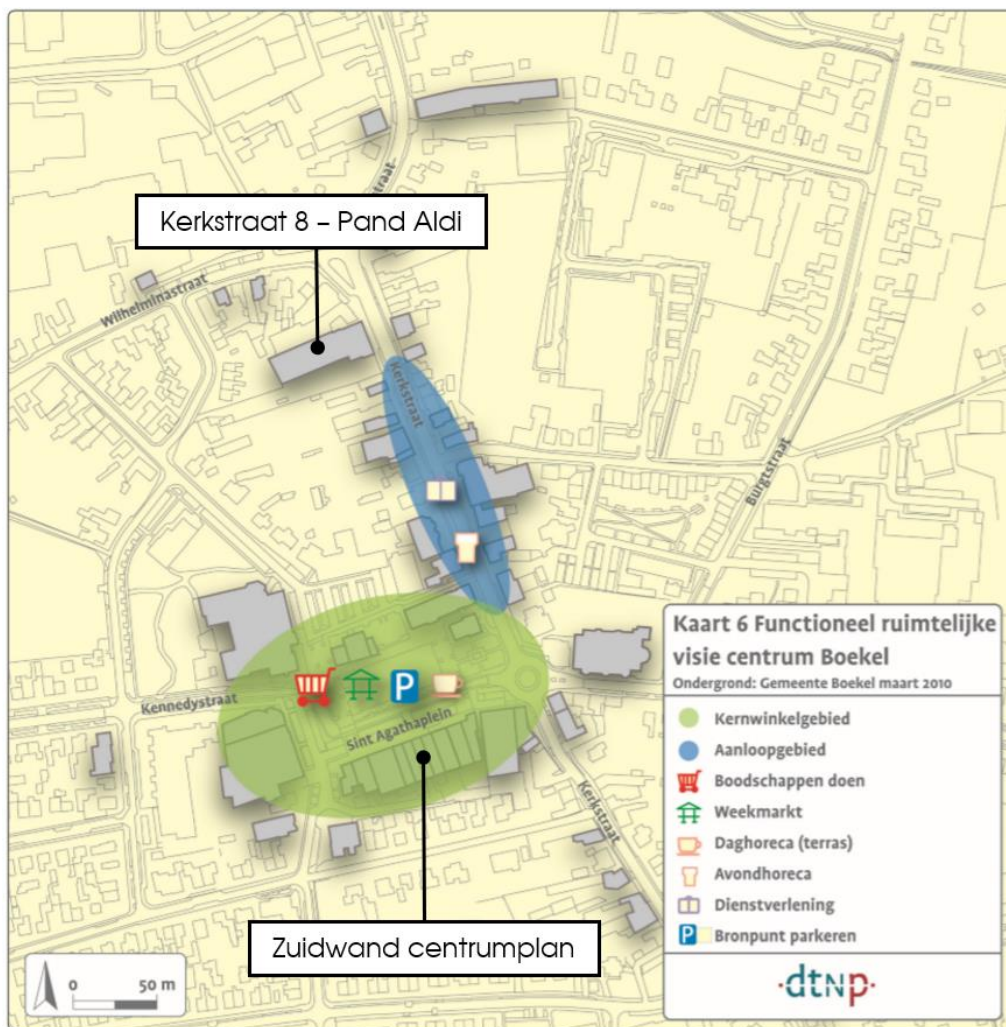 straat
Kerkstraat 8 – Pand Aldi
Wilhelminastraat
Kerkstraat
Burgtstraat
Kennedystraat
Sint Agathaplein
P
Kerkstraat
Zuidwand centrumplan
0 50 m
Kaart 6 Functioneel ruimtelijke
visie centrum Boekel
Ondergrond: Gemeente Boekel maart 2010
Kernwinkelgebied
Aanloopgebied
Boodschappen doen
Weekmarkt
Daghoreca (terras)
Avondhoreca
Dienstverlening
P Bronpunt parkeren
·dtnp·